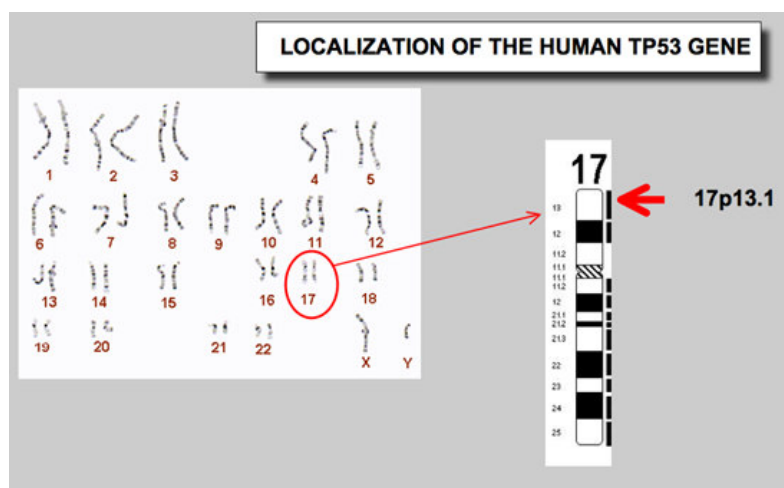 LOCALIZATION OF THE HUMAN TP53 GENE
1 2 3 4 5
6 7 8 9 10 11 12
13 14 15 16 17 18
19 20 21 22 X Y
17
17p13.1
13
12
11.2
11.1
11.1
11.2
12
21.1
21.2
21.3
22
23
24
25